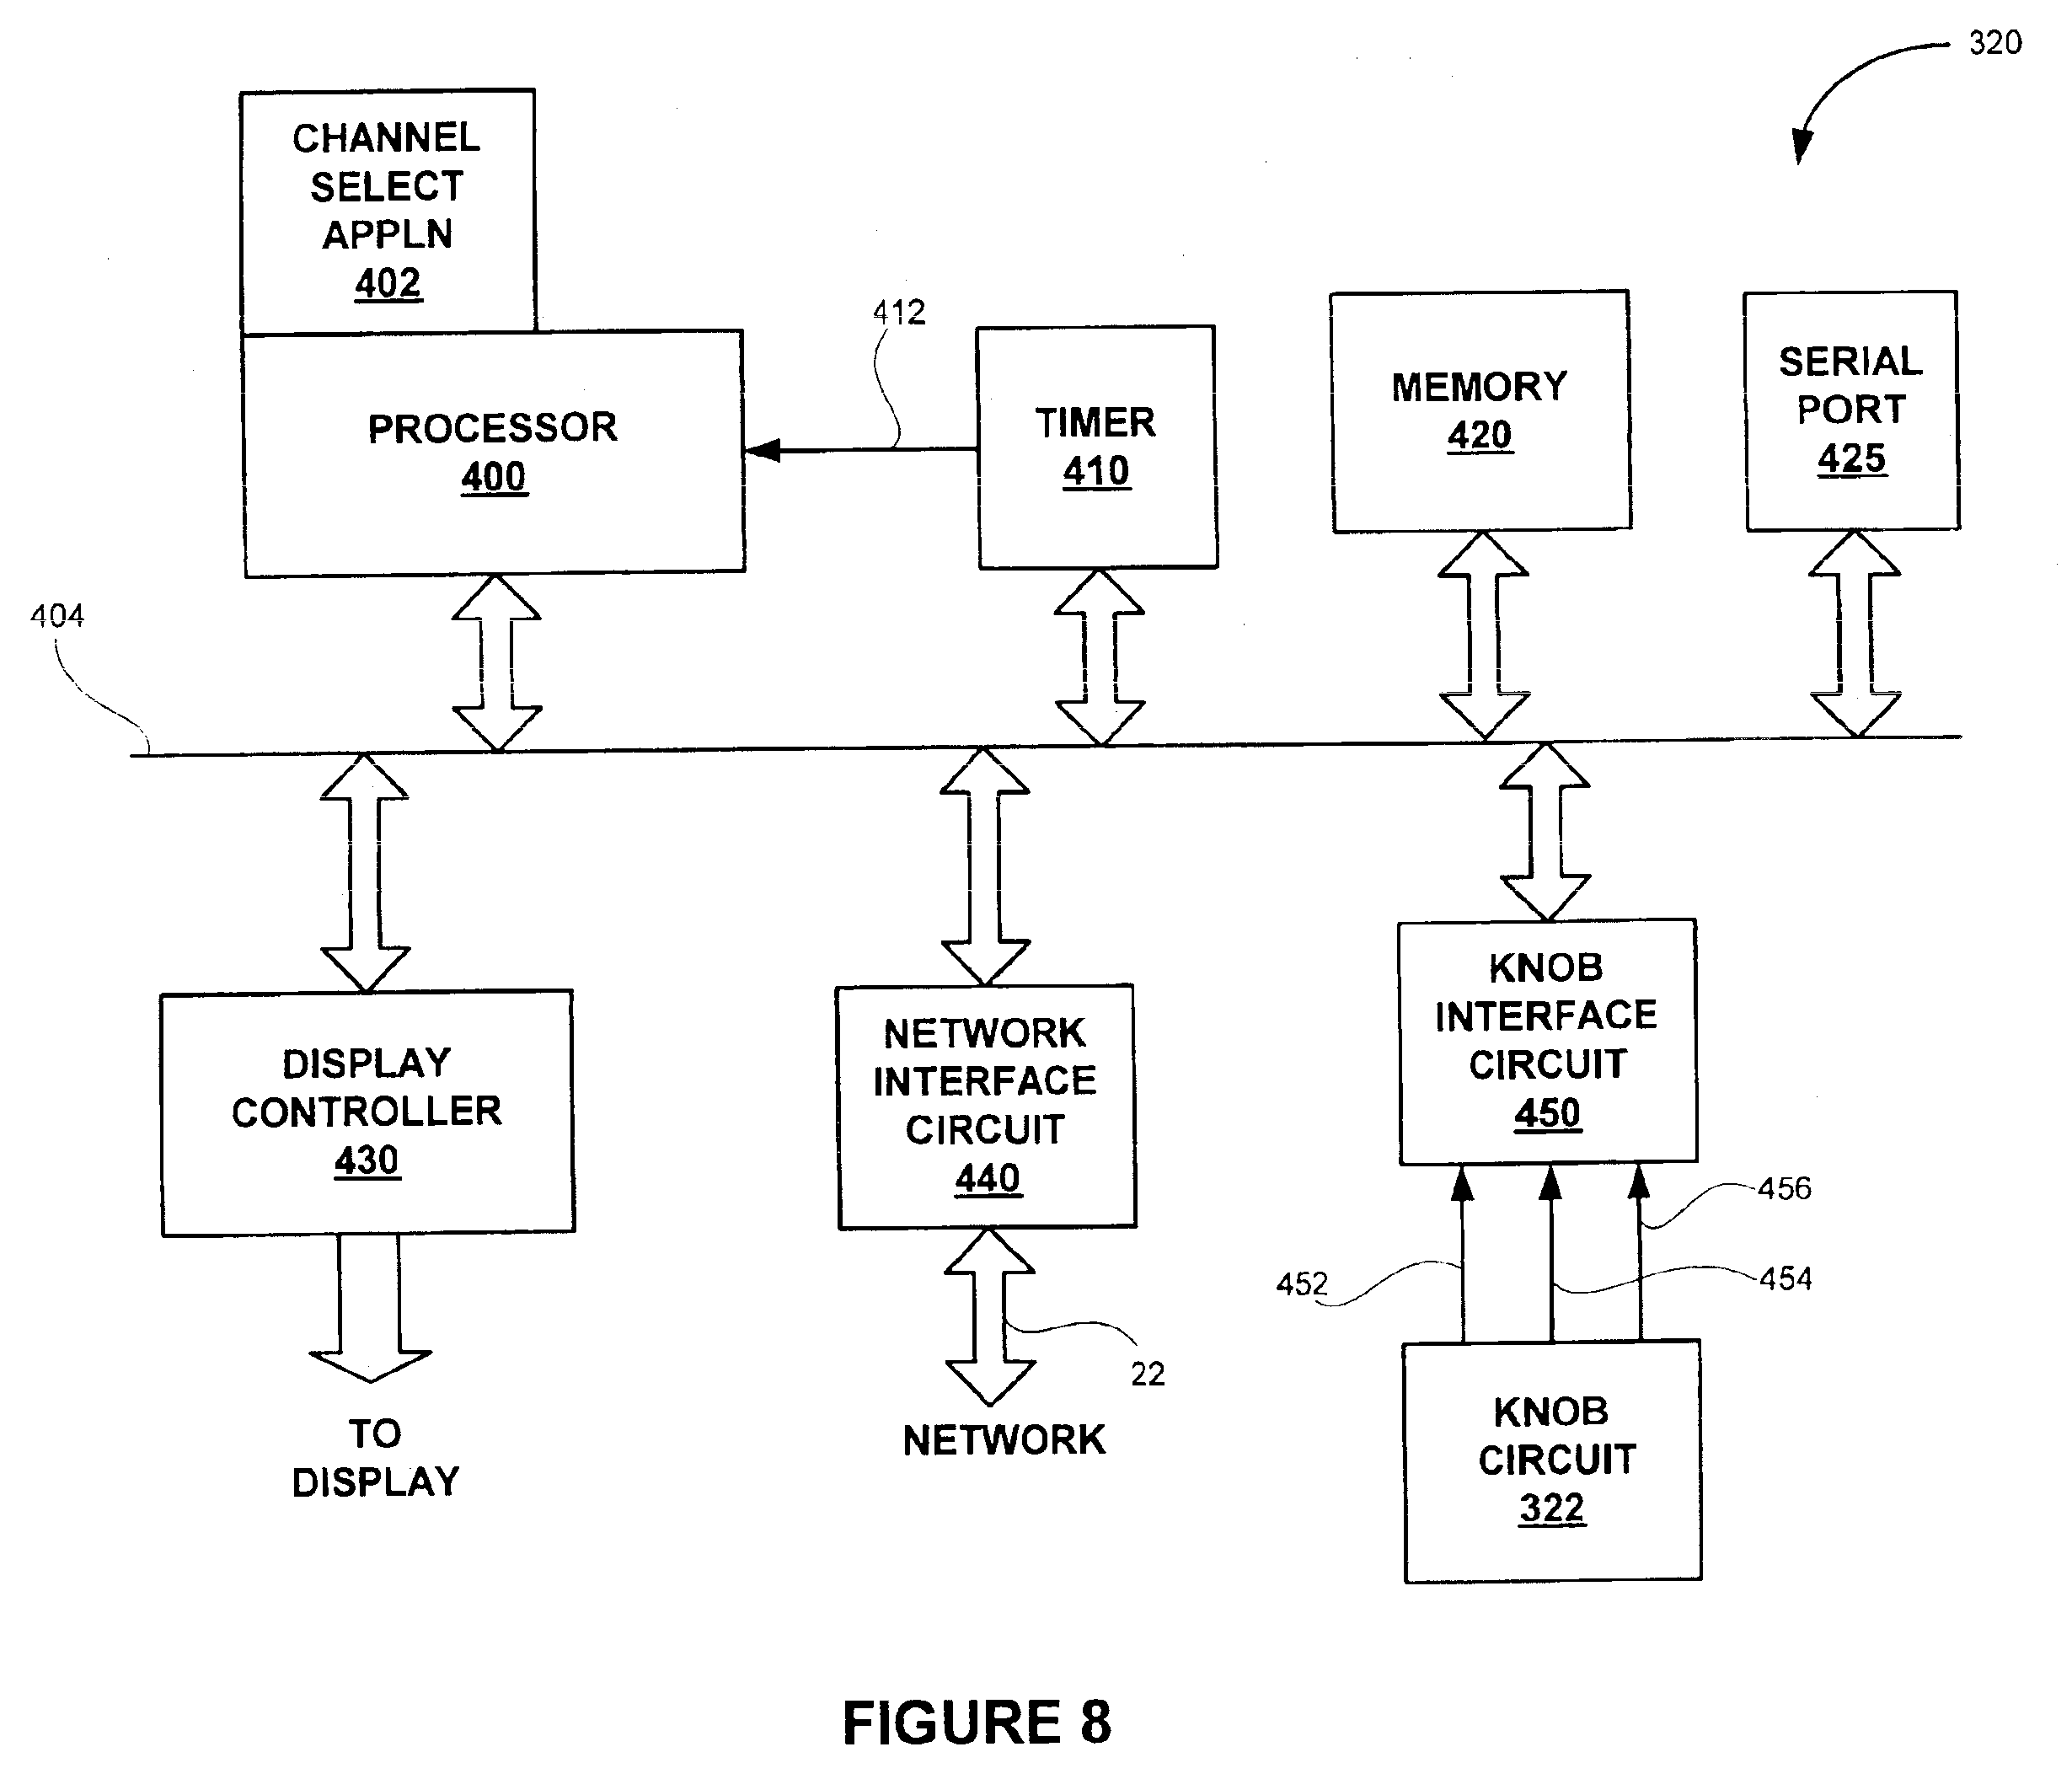 320
CHANNEL
SELECT
APPLN
402
412
PROCESSOR
400
TIMER
410
MEMORY
420
SERIAL
PORT
425
404
DISPLAY
CONTROLLER
430
NETWORK
INTERFACE
CIRCUIT
440
KNOB
INTERFACE
CIRCUIT
450
456
452
454
22
TO
DISPLAY
NETWORK
KNOB
CIRCUIT
322
FIGURE 8